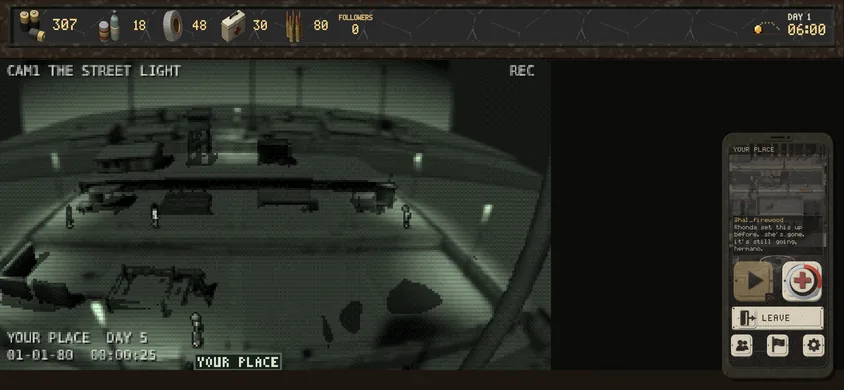 307
18
48
30
80
FOLLOWERS
0
DAY 1
06:00
CAM1 THE STREET LIGHT
REC
YOUR PLACE DAY 5
01-01-80 00:00:25
YOUR PLACE
YOUR PLACE
@hal_firewood
Rhonda set this up
before. she's gone.
it's still going,
hermano.
LEAVE